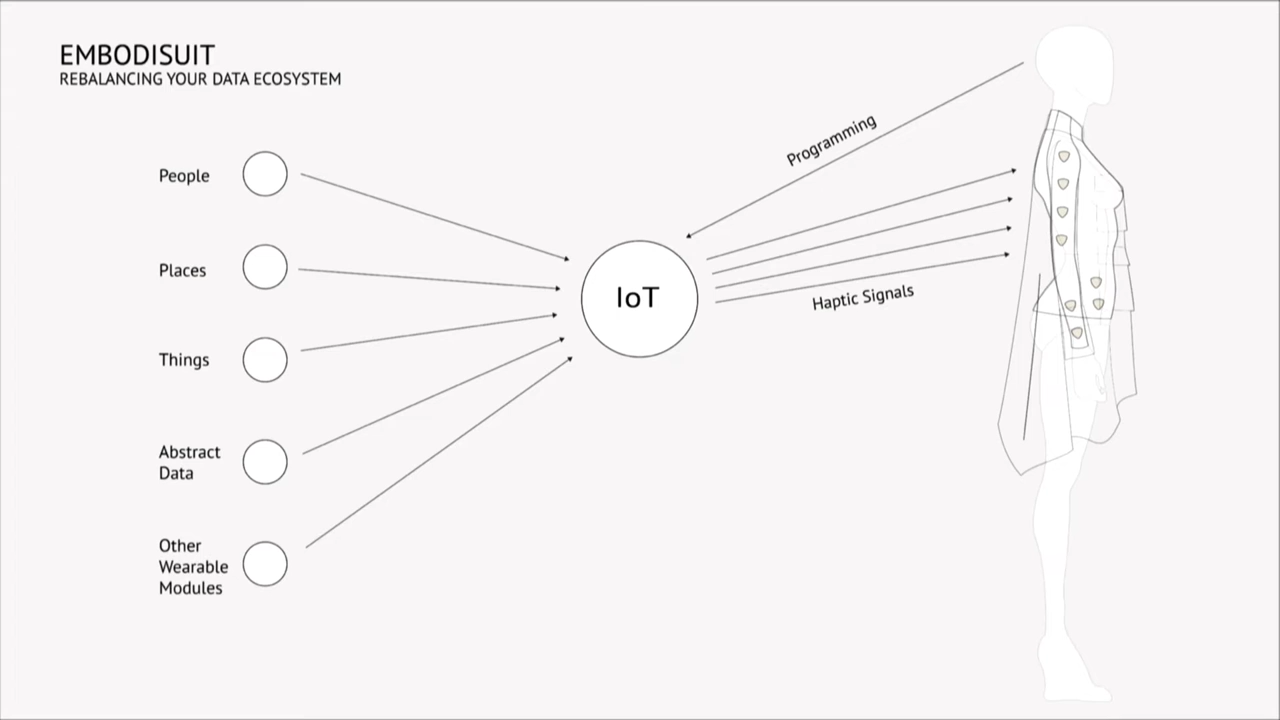 EMBODISUIT
REBALANCING YOUR DATA ECOSYSTEM
People
Places
Things
Abstract
Data
Other
Wearable
Modules
IoT
Programming
Haptic Signals